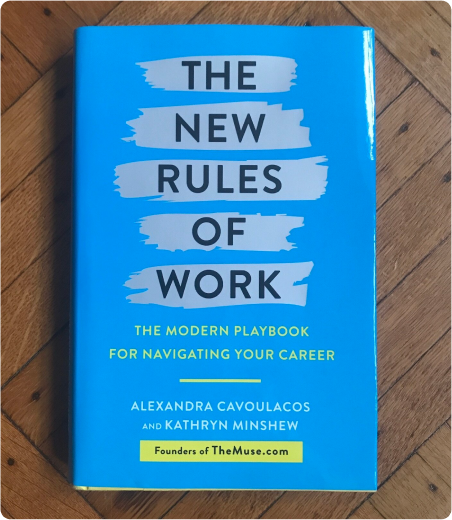 THE
NEW
RULES
OF
WORK
THE MODERN PLAYBOOK
FOR NAVIGATING YOUR CAREER
ALEXANDRA CAVOULACOS
AND KATHRYN MINSHEW
Founders of TheMuse.com